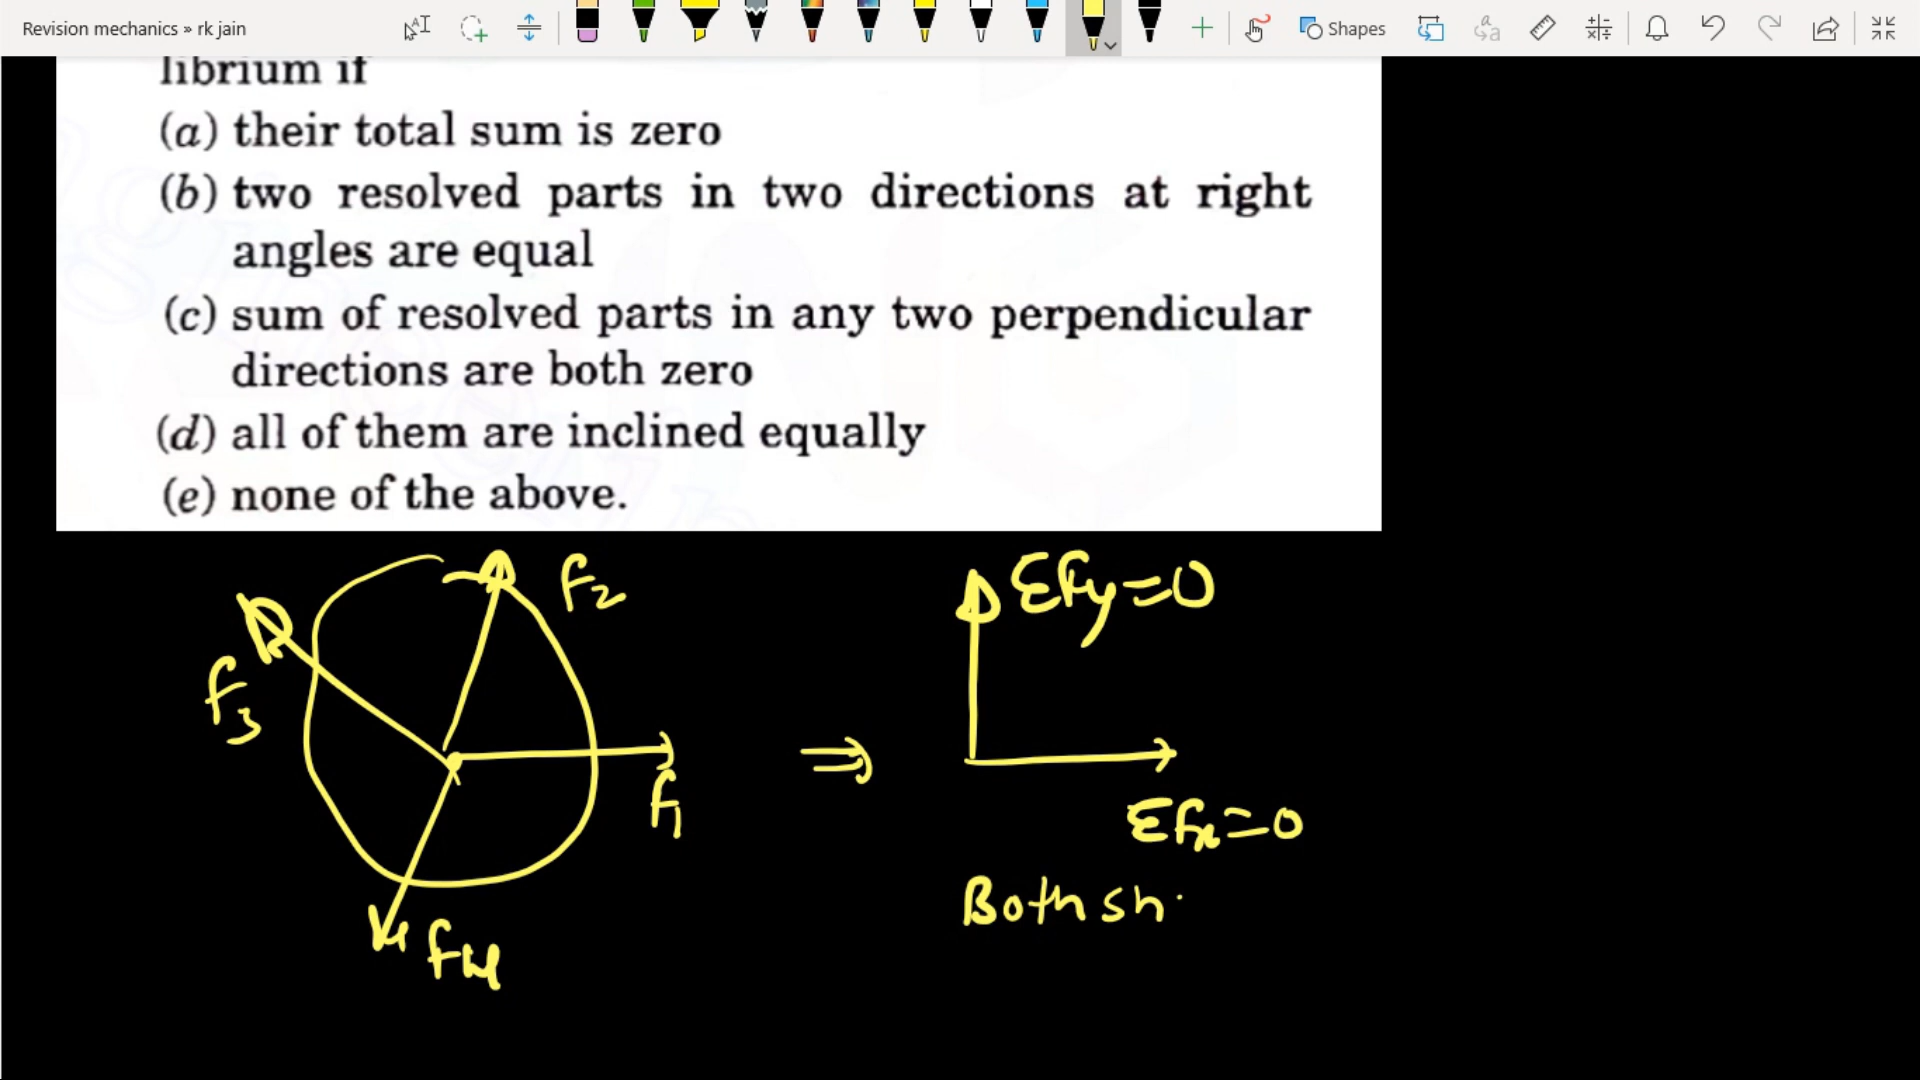 Revision mechanics » rk jain
Shapes
librium if
(a) their total sum is zero
(b) two resolved parts in two directions at right
angles are equal
(c) sum of resolved parts in any two perpendicular
directions are both zero
(d) all of them are inclined equally
(e) none of the above.
F2
ΣFy=0
F3
F1
ΣFx=0
Both sh
F4